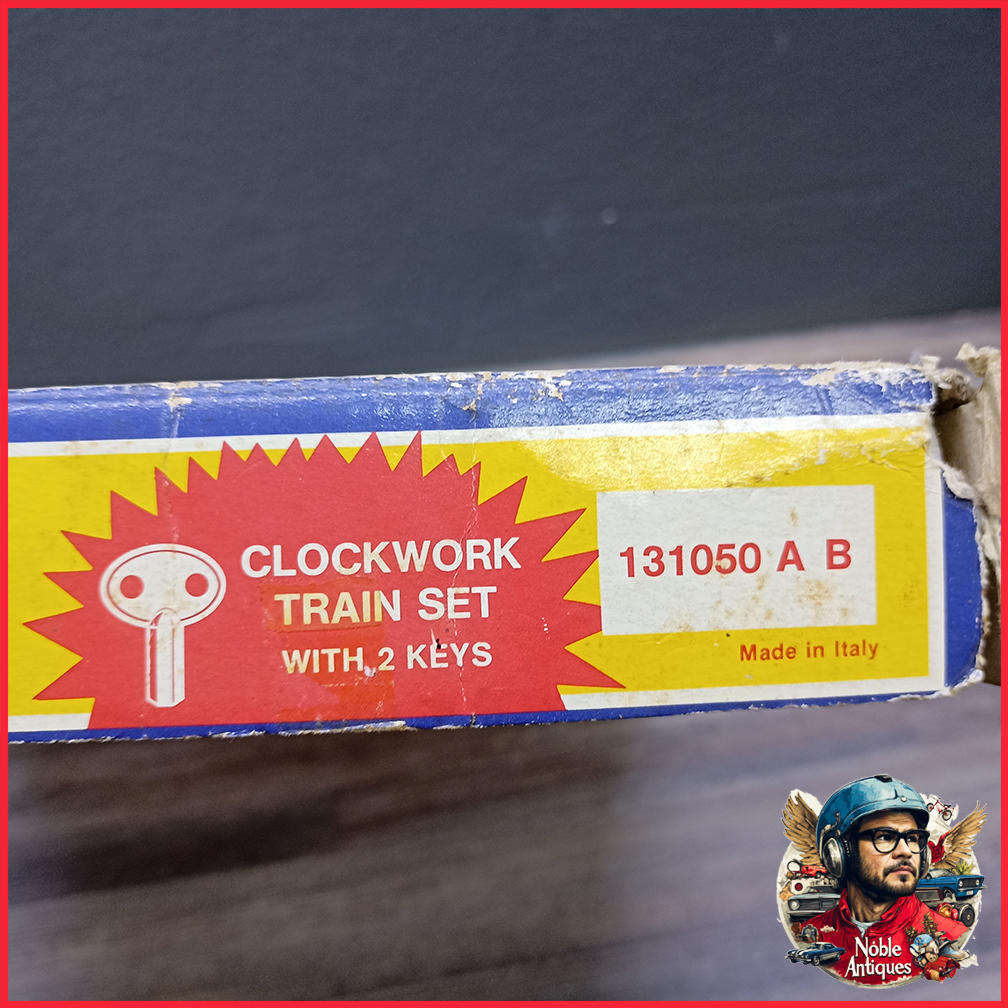 CLOCKWORK
TRAIN SET
WITH 2 KEYS
131050 A B
Made in Italy
Noble
Antiques